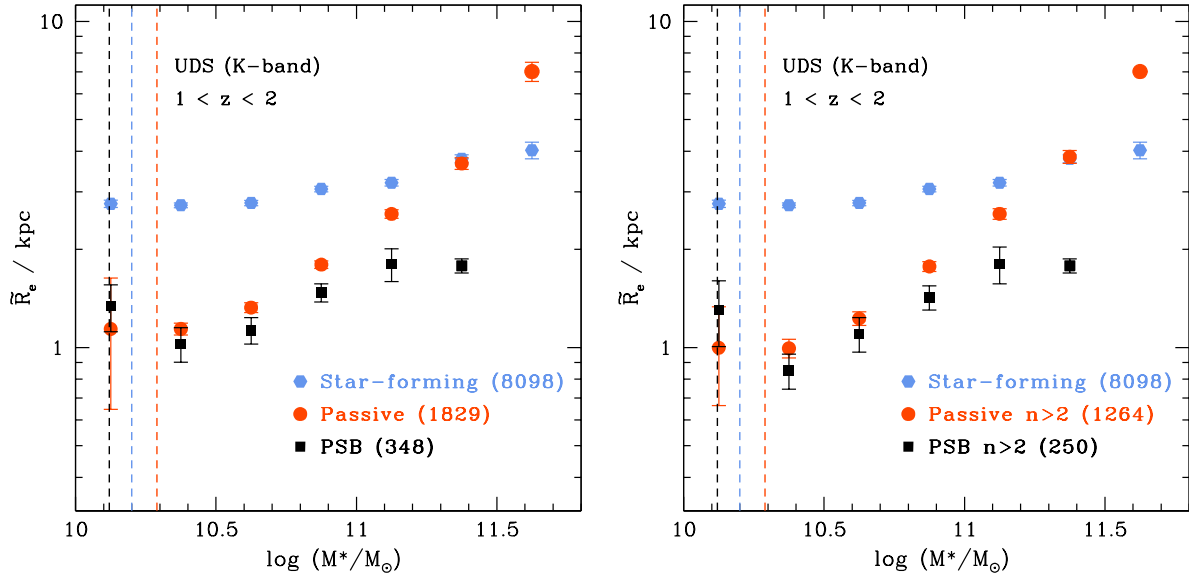 10
1
R̃e / kpc
UDS (K-band)
1 < z < 2
Star-forming (8098)
Passive (1829)
PSB (348)
10 10.5 11 11.5
log (M*/M⊙)
10
1
R̃e / kpc
UDS (K-band)
1 < z < 2
Star-forming (8098)
Passive n>2 (1264)
PSB n>2 (250)
10 10.5 11 11.5
log (M*/M⊙)